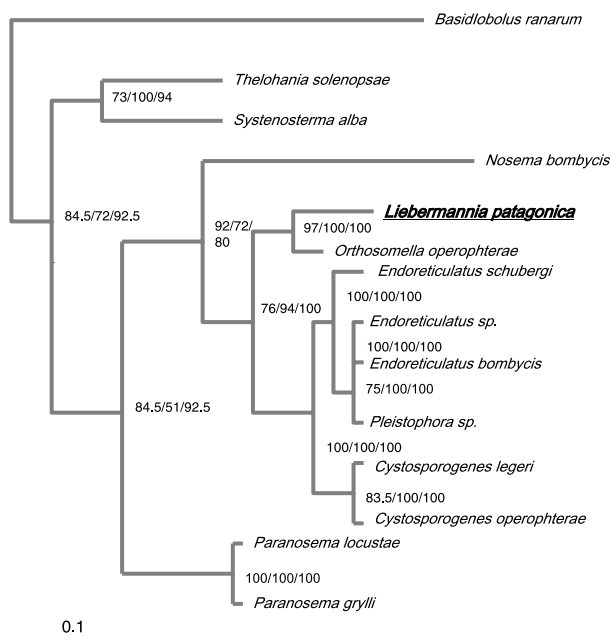 Basidlobolus ranarum
Thelohania solenopsae
73/100/94
Systenosterma alba
Nosema bombycis
84.5/72/92.5
92/72/
80
Liebermannia patagonica
97/100/100
Orthosomella operophterae
Endoreticulatus schubergi
76/94/100
100/100/100
Endoreticulatus sp.
100/100/100
Endoreticulatus bombycis
75/100/100
84.5/51/92.5
Pleistophora sp.
100/100/100
Cystosporogenes legeri
83.5/100/100
Cystosporogenes operophterae
Paranosema locustae
100/100/100
Paranosema grylli
0.1